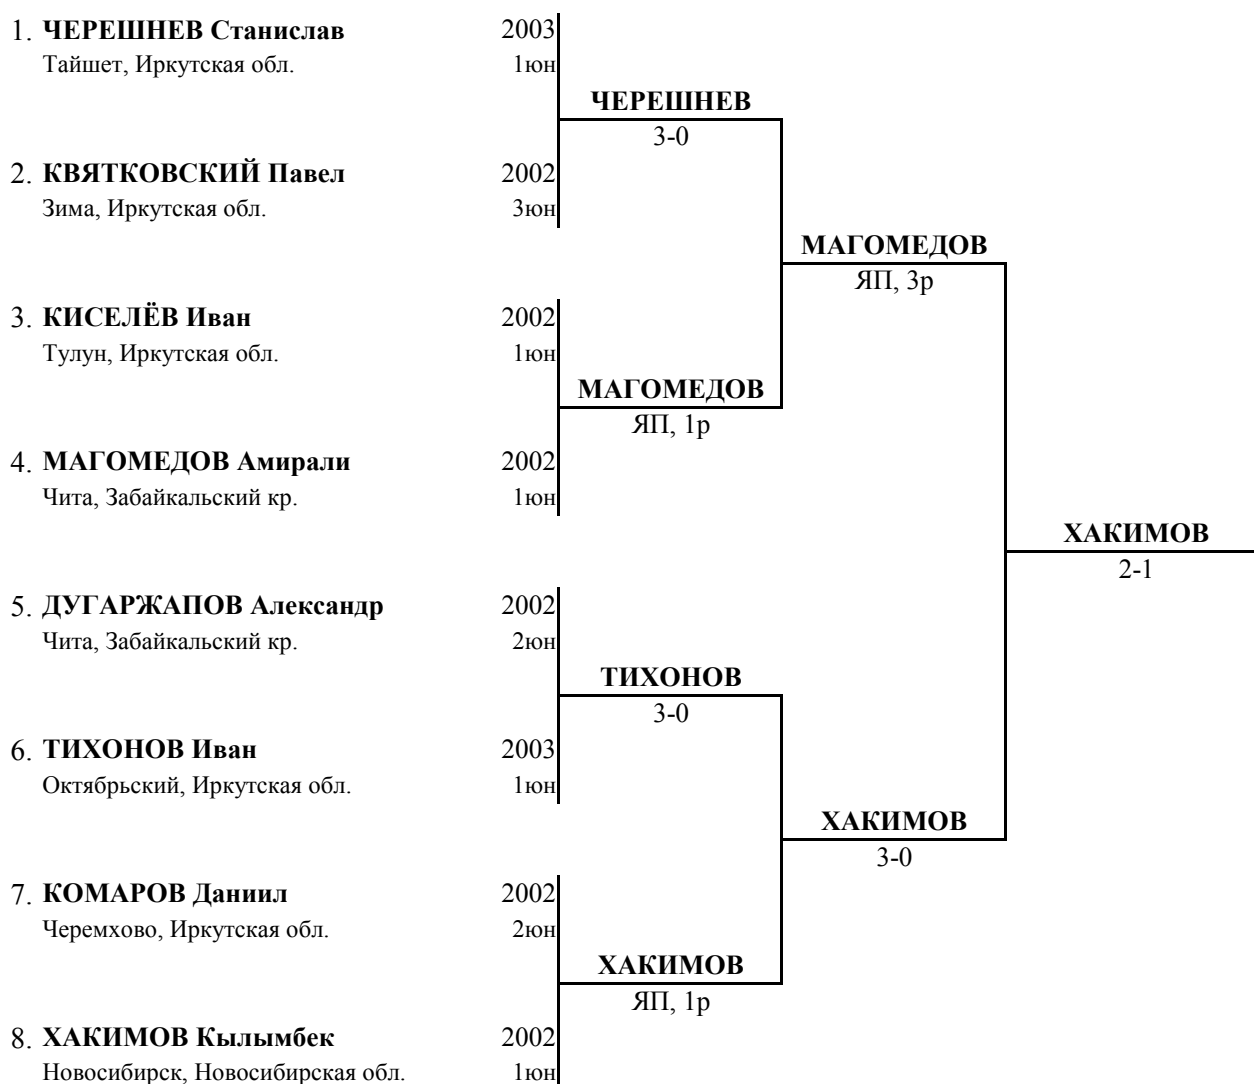 1. ЧЕРЕШНЕВ Станислав 2003
Тайшет, Иркутская обл. 1юн
ЧЕРЕШНЕВ
3-0
2. КВЯТКОВСКИЙ Павел 2002
Зима, Иркутская обл. 3юн
МАГОМЕДОВ
ЯП, 3р
3. КИСЕЛЁВ Иван 2002
Тулун, Иркутская обл. 1юн
МАГОМЕДОВ
ЯП, 1р
4. МАГОМЕДОВ Амирали 2002
Чита, Забайкальский кр. 1юн
ХАКИМОВ
2-1
5. ДУГАРЖАПОВ Александр 2002
Чита, Забайкальский кр. 2юн
ТИХОНОВ
3-0
6. ТИХОНОВ Иван 2003
Октябрьский, Иркутская обл. 1юн
ХАКИМОВ
3-0
7. КОМАРОВ Даниил 2002
Черемхово, Иркутская обл. 2юн
ХАКИМОВ
ЯП, 1р
8. ХАКИМОВ Кылымбек 2002
Новосибирск, Новосибирская обл. 1юн